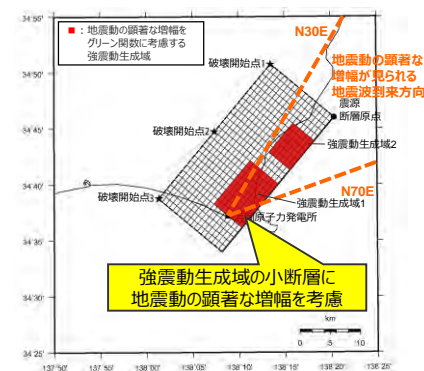 ■:地震動の顕著な増幅を
グリーン関数に考慮する
強震動生成域
N30E
地震動の顕著な
増幅が見られる
地震波到来方向
破壊開始点1
震源
断層原点
破壊開始点2
強震動生成域2
N70E
破壊開始点3
強震動生成域1
原子力発電所
強震動生成域の小断層に
地震動の顕著な増幅を考慮
34°50'
34°55'
34°45'
34°40'
34°35'
34°30'
34°25'
km
0 5 10
137°50' 137°55' 138°00' 138°05' 138°10' 138°15' 138°20' 138°25'